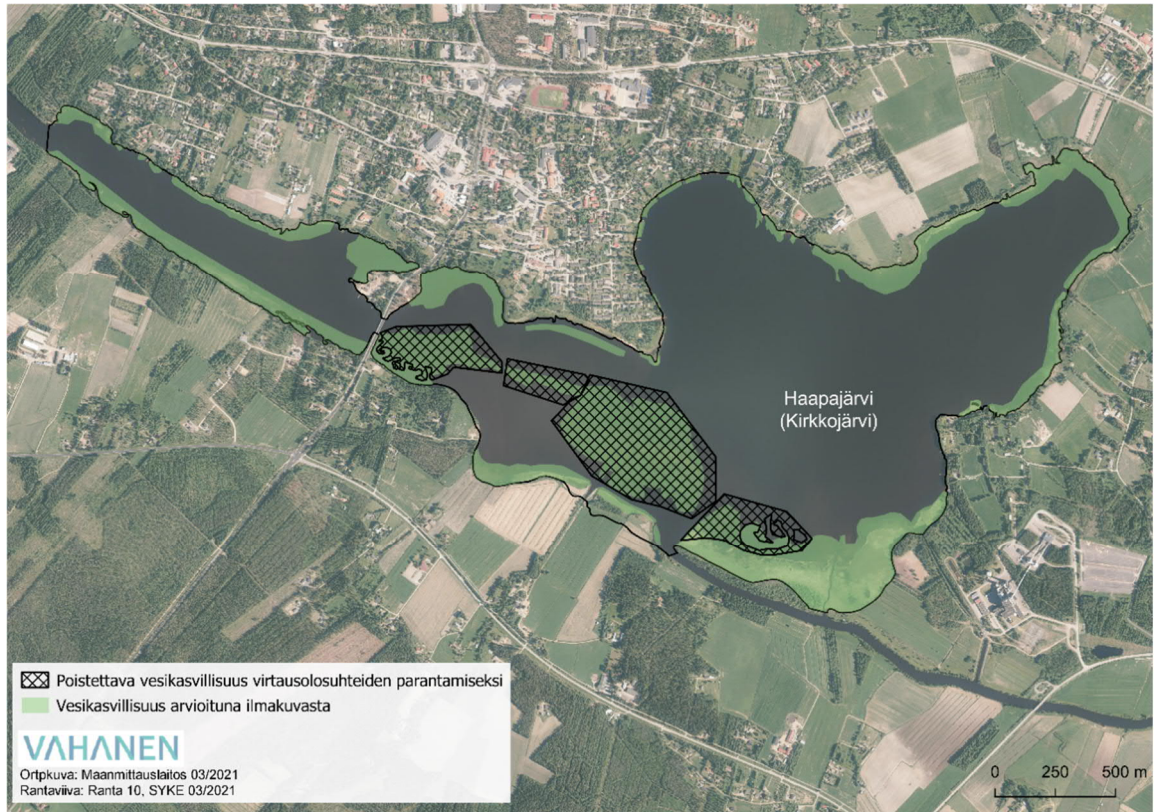 Haapajärvi
(Kirkkojärvi)
Poistettava vesikasvillisuus virtausolosuhteiden parantamiseksi
Vesikasvillisuus arvioituna ilmakuvasta
VAHANEN
Ortpkuva: Maanmittauslaitos 03/2021
Rantaviiva: Ranta 10, SYKE 03/2021
0 250 500 m